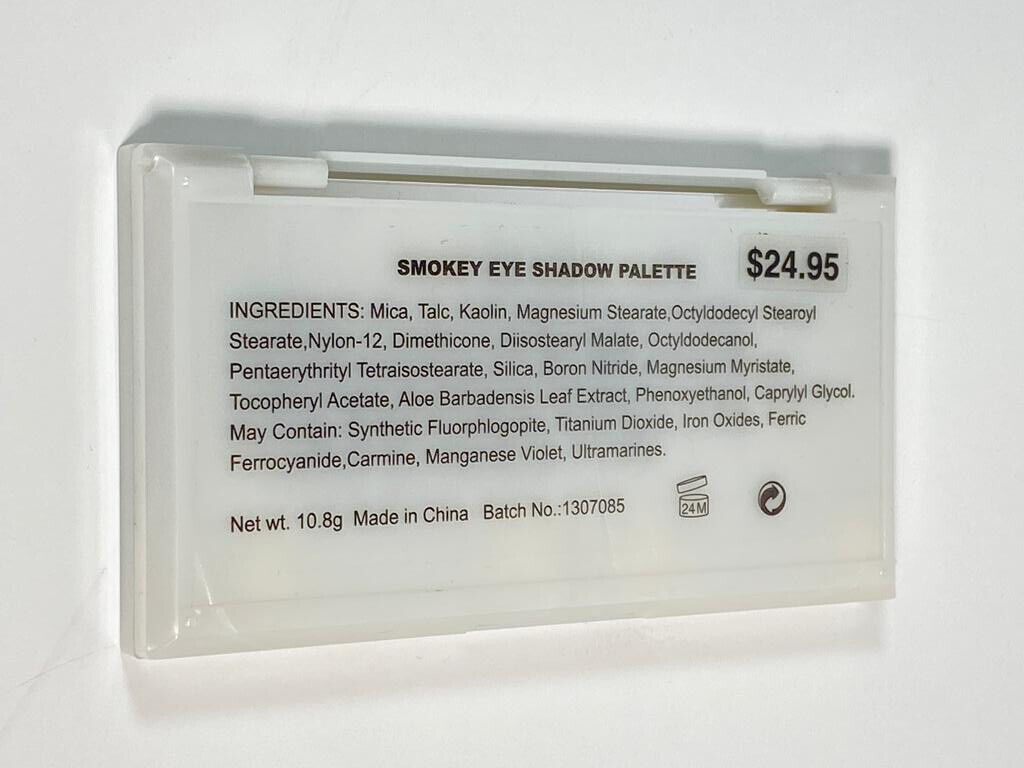 SMOKEY EYE SHADOW PALETTE
$24.95
INGREDIENTS: Mica, Talc, Kaolin, Magnesium Stearate,Octyldodecyl Stearoyl
Stearate,Nylon-12, Dimethicone, Diisostearyl Malate, Octyldodecanol,
Pentaerythrityl Tetraisostearate, Silica, Boron Nitride, Magnesium Myristate,
Tocopheryl Acetate, Aloe Barbadensis Leaf Extract, Phenoxyethanol, Caprylyl Glycol.
May Contain: Synthetic Fluorphlogopite, Titanium Dioxide, Iron Oxides, Ferric
Ferrocyanide,Carmine, Manganese Violet, Ultramarines.
Net wt. 10.8g Made in China Batch No.:1307085
24M